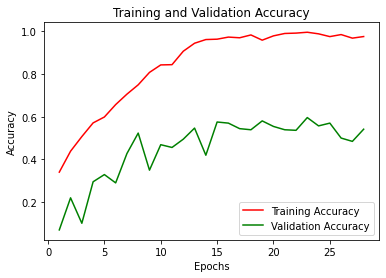 Training and Validation Accuracy
1.0
0.8
0.6
0.4
0.2
Accuracy
0
5
10
15
20
25
Epochs
Training Accuracy
Validation Accuracy